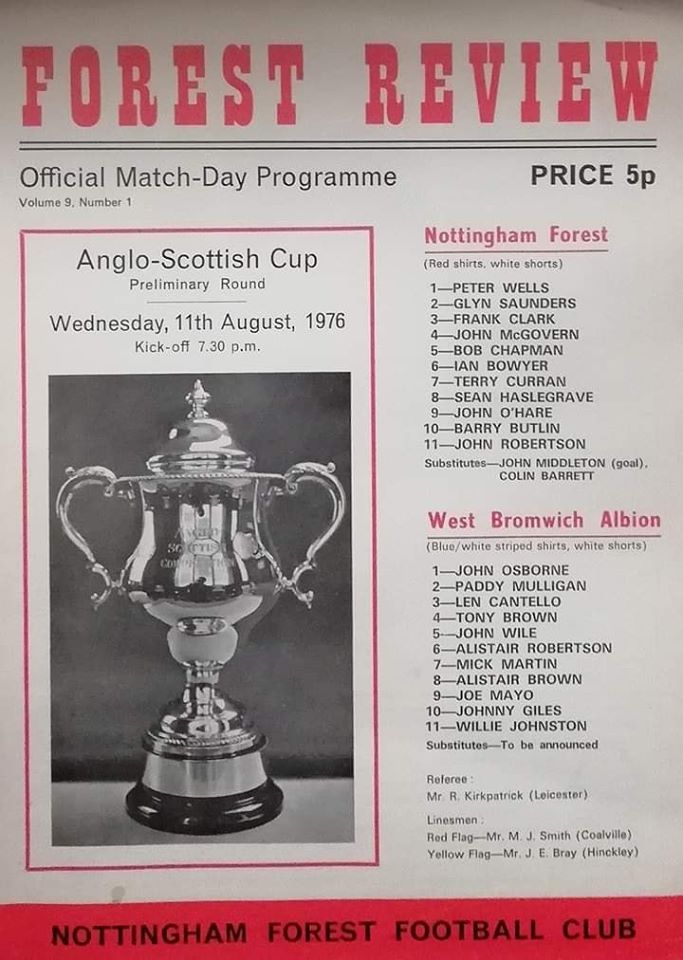 FOREST REVIEW
Official Match-Day Programme
PRICE 5p
Volume 9, Number 1
Anglo-Scottish Cup
Preliminary Round
Wednesday, 11th August, 1976
Kick-off 7.30 p.m.
ANGLO
SCOTTISH
COMPETITION
Nottingham Forest
(Red shirts, white shorts)
1—PETER WELLS
2—GLYN SAUNDERS
3—FRANK CLARK
4—JOHN McGOVERN
5—BOB CHAPMAN
6—IAN BOWYER
7—TERRY CURRAN
8—SEAN HASLEGRAVE
9—JOHN O'HARE
10—BARRY BUTLIN
11—JOHN ROBERTSON
Substitutes—JOHN MIDDLETON (goal),
COLIN BARRETT
West Bromwich Albion
(Blue/white striped shirts, white shorts)
1—JOHN OSBORNE
2—PADDY MULLIGAN
3—LEN CANTELLO
4—TONY BROWN
5—JOHN WILE
6—ALISTAIR ROBERTSON
7—MICK MARTIN
8—ALISTAIR BROWN
9—JOE MAYO
10—JOHNNY GILES
11—WILLIE JOHNSTON
Substitutes—To be announced
Referee :
Mr. R. Kirkpatrick (Leicester)
Linesmen :
Red Flag—Mr. M. J. Smith (Coalville)
Yellow Flag—Mr. J. E. Bray (Hinckley)
NOTTINGHAM FOREST FOOTBALL CLUB